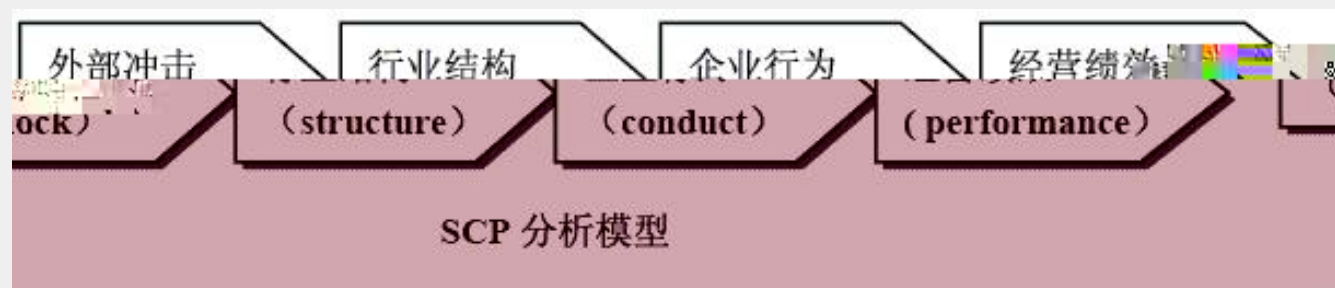 外部冲击 行业结构 企业行为 经营绩效
ock） （structure） （conduct） （performance）
SCP 分析模型